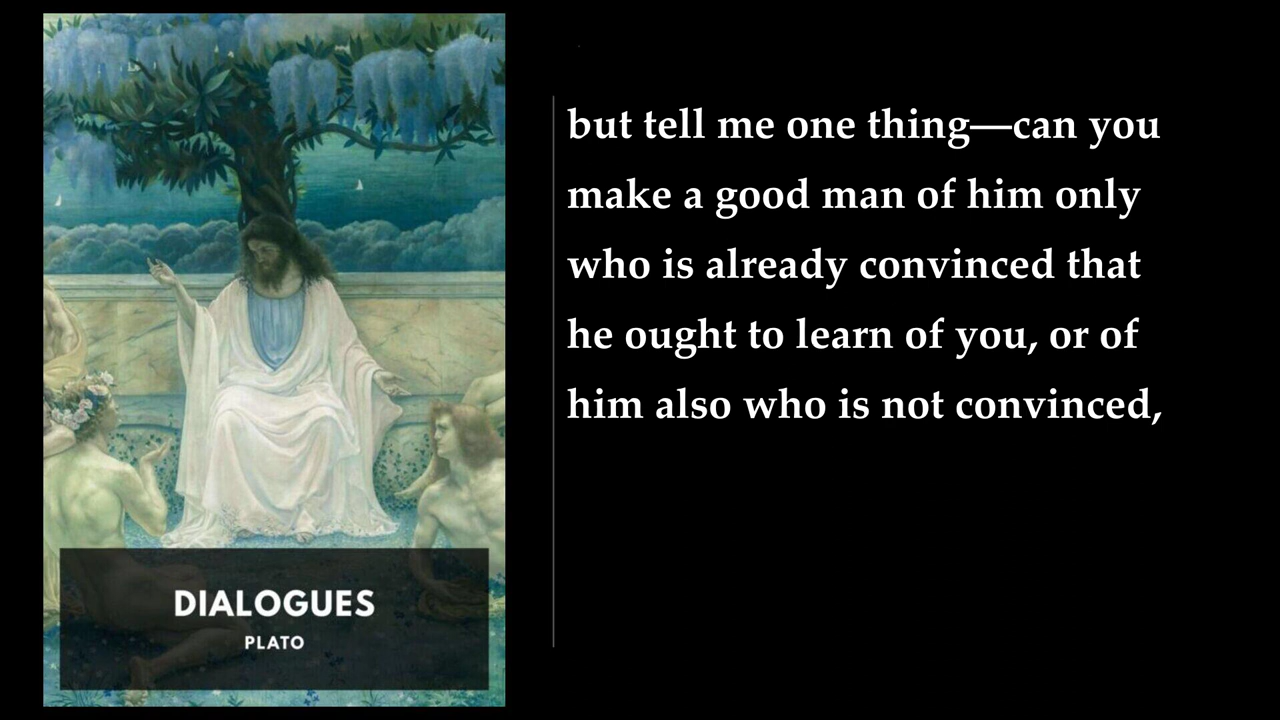 but tell me one thing—can you
make a good man of him only
who is already convinced that
he ought to learn of you, or of
him also who is not convinced,
DIALOGUES
PLATO